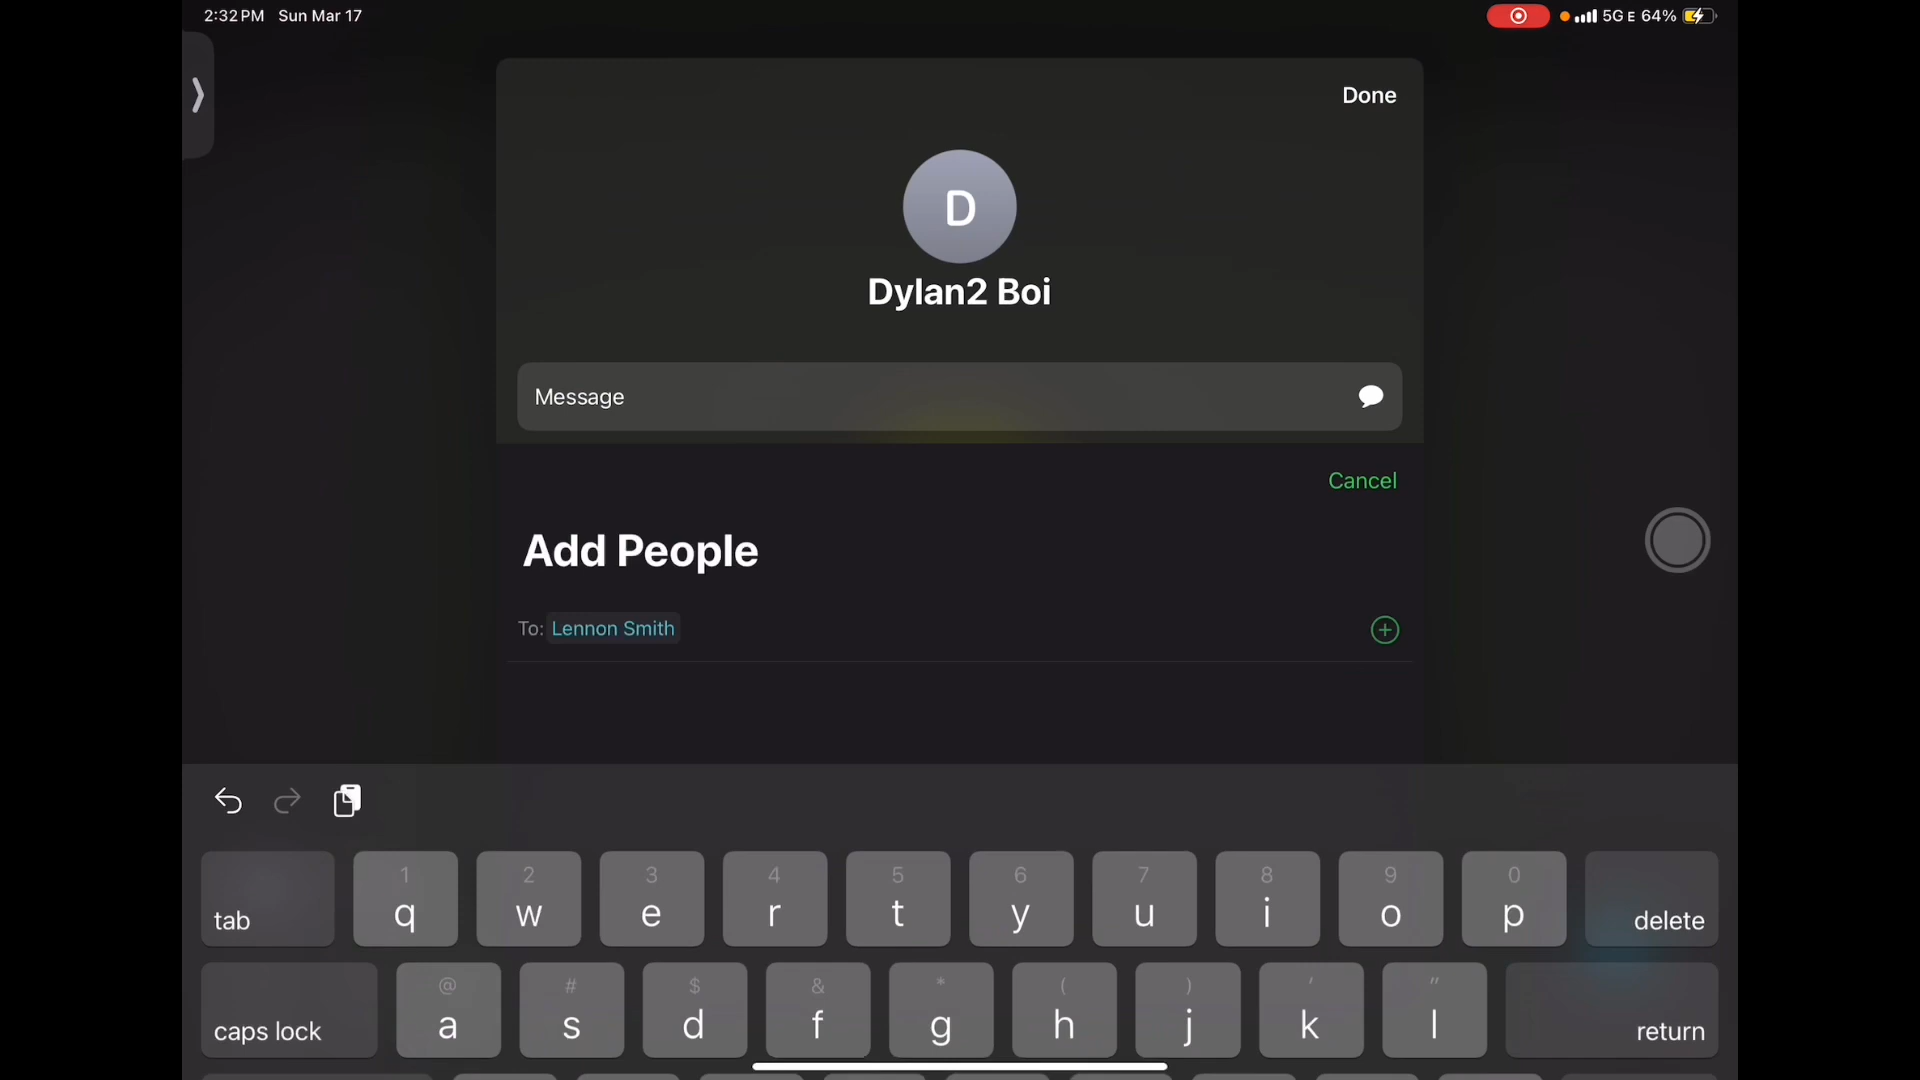 2:32 PM Sun Mar 17
5G E 64%
Done
D
Dylan2 Boi
Message
Cancel
Add People
To: Lennon Smith
1 2 3 4 5 6 7 8 9 0
tab q w e r t y u i o p delete
@ # $ & * ( ) ' "
caps lock a s d f g h j k l return